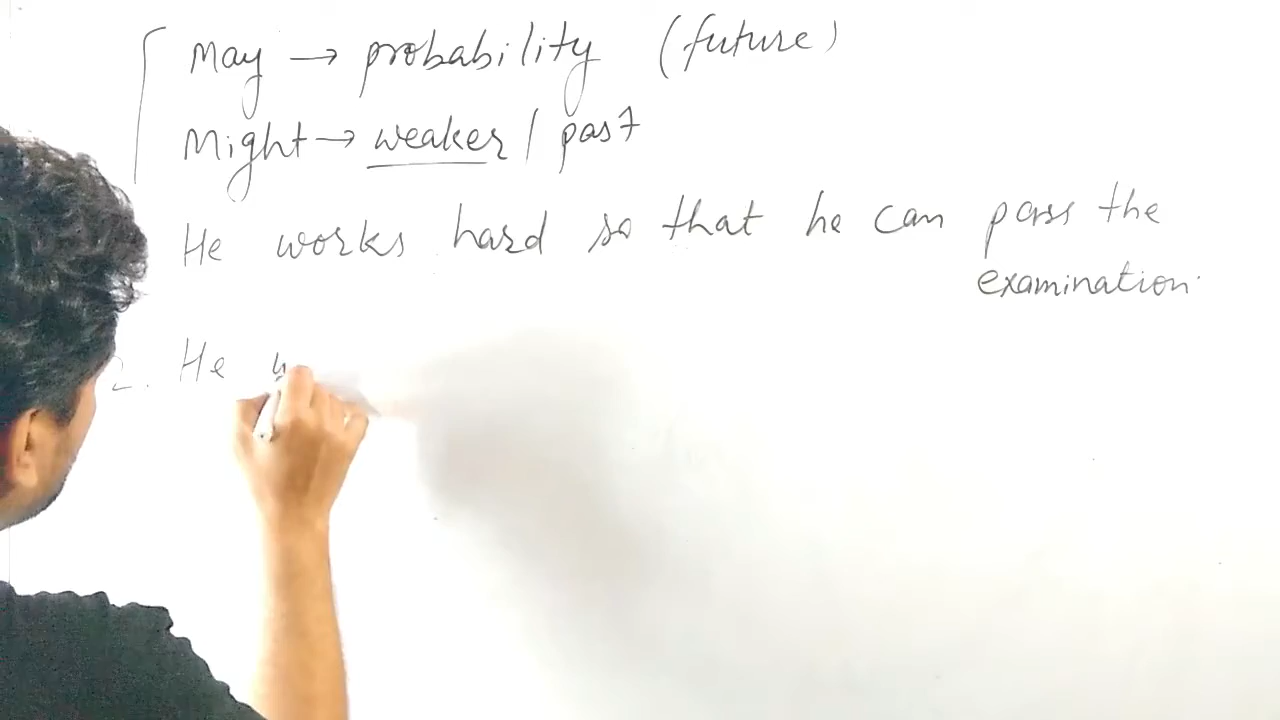 May → probability (future)
Might → weaker / past
He works hard so that he can pass the
examination.
2. He